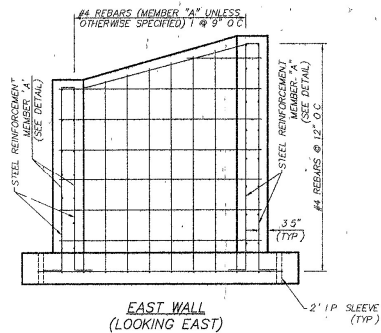 #4 REBARS (MEMBER "A" UNLESS
OTHERWISE SPECIFIED) 1 @ 9" O C
STEEL REINFORCEMENT
MEMBER 'A'
(SEE DETAIL)
STEEL REINFORCEMENT
MEMBER "A"
(SEE DETAIL)
#4 REBARS @ 12" O.C
3 5"
(TYP)
2' I P SLEEVE
(TYP)
EAST WALL
(LOOKING EAST)